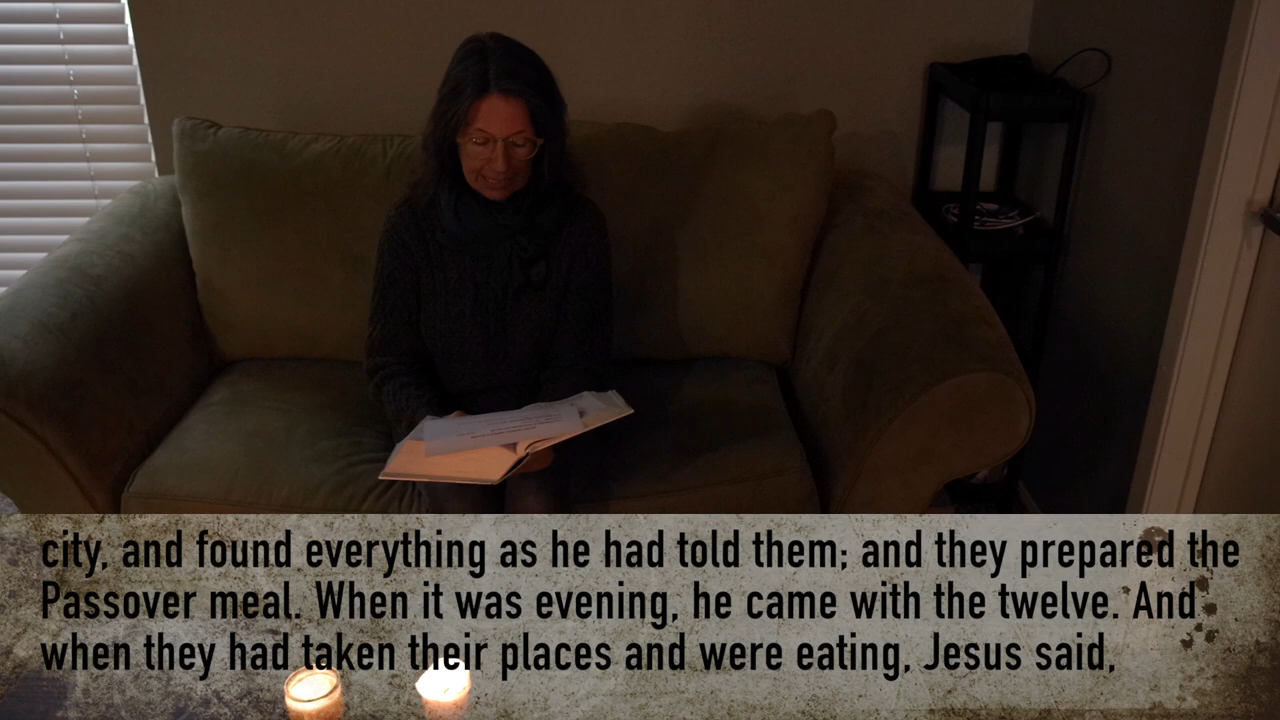 city, and found everything as he had told them; and they prepared the
Passover meal. When it was evening, he came with the twelve. And
when they had taken their places and were eating, Jesus said,